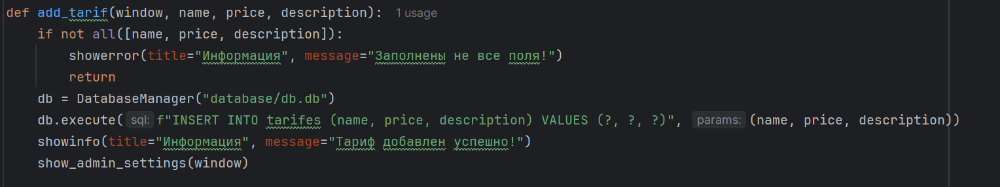 def add_tarif(window, name, price, description): 1 usage
    if not all([name, price, description]):
        showerror(title="Информация", message="Заполнены не все поля!")
        return
    db = DatabaseManager("database/db.db")
    db.execute( sql: f"INSERT INTO tarifes (name, price, description) VALUES (?, ?, ?)", params: (name, price, description))
    showinfo(title="Информация", message="Тариф добавлен успешно!")
    show_admin_settings(window)